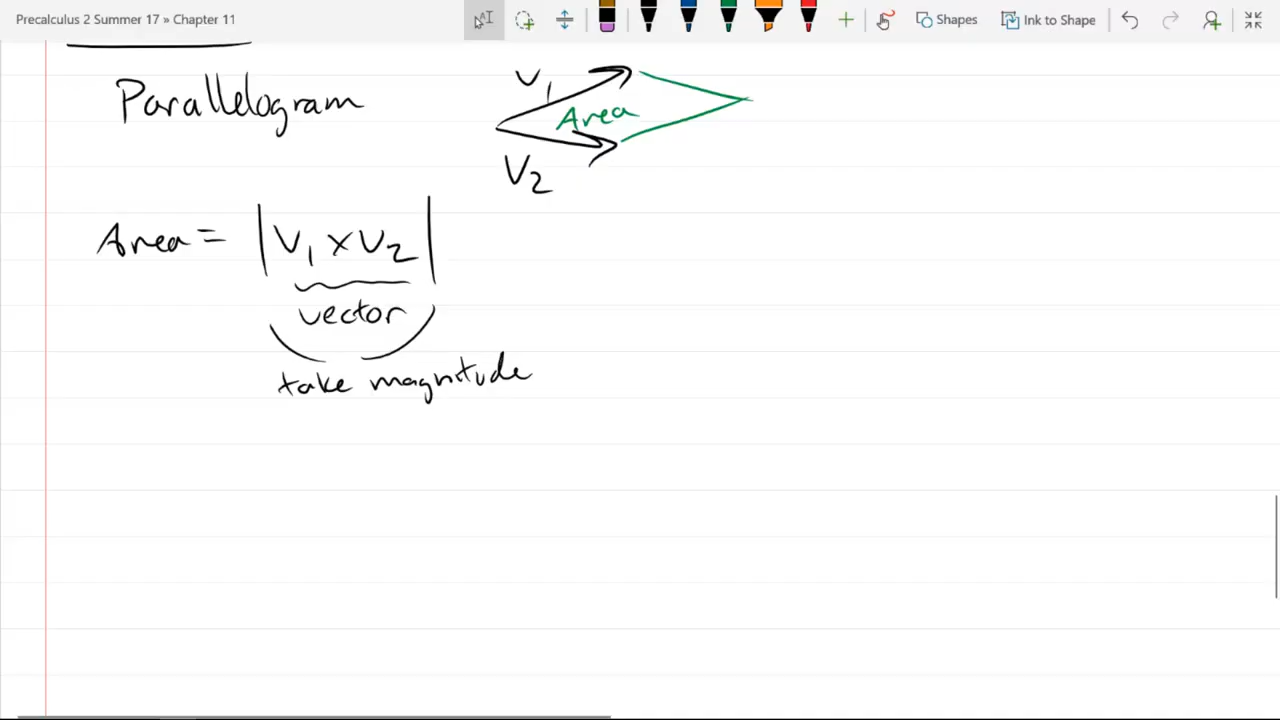 Precalculus 2 Summer 17 » Chapter 11
Shapes
Ink to Shape
Parallelogram
V1
Area
V2
Area = |V1 × V2|
vector
take magnitude